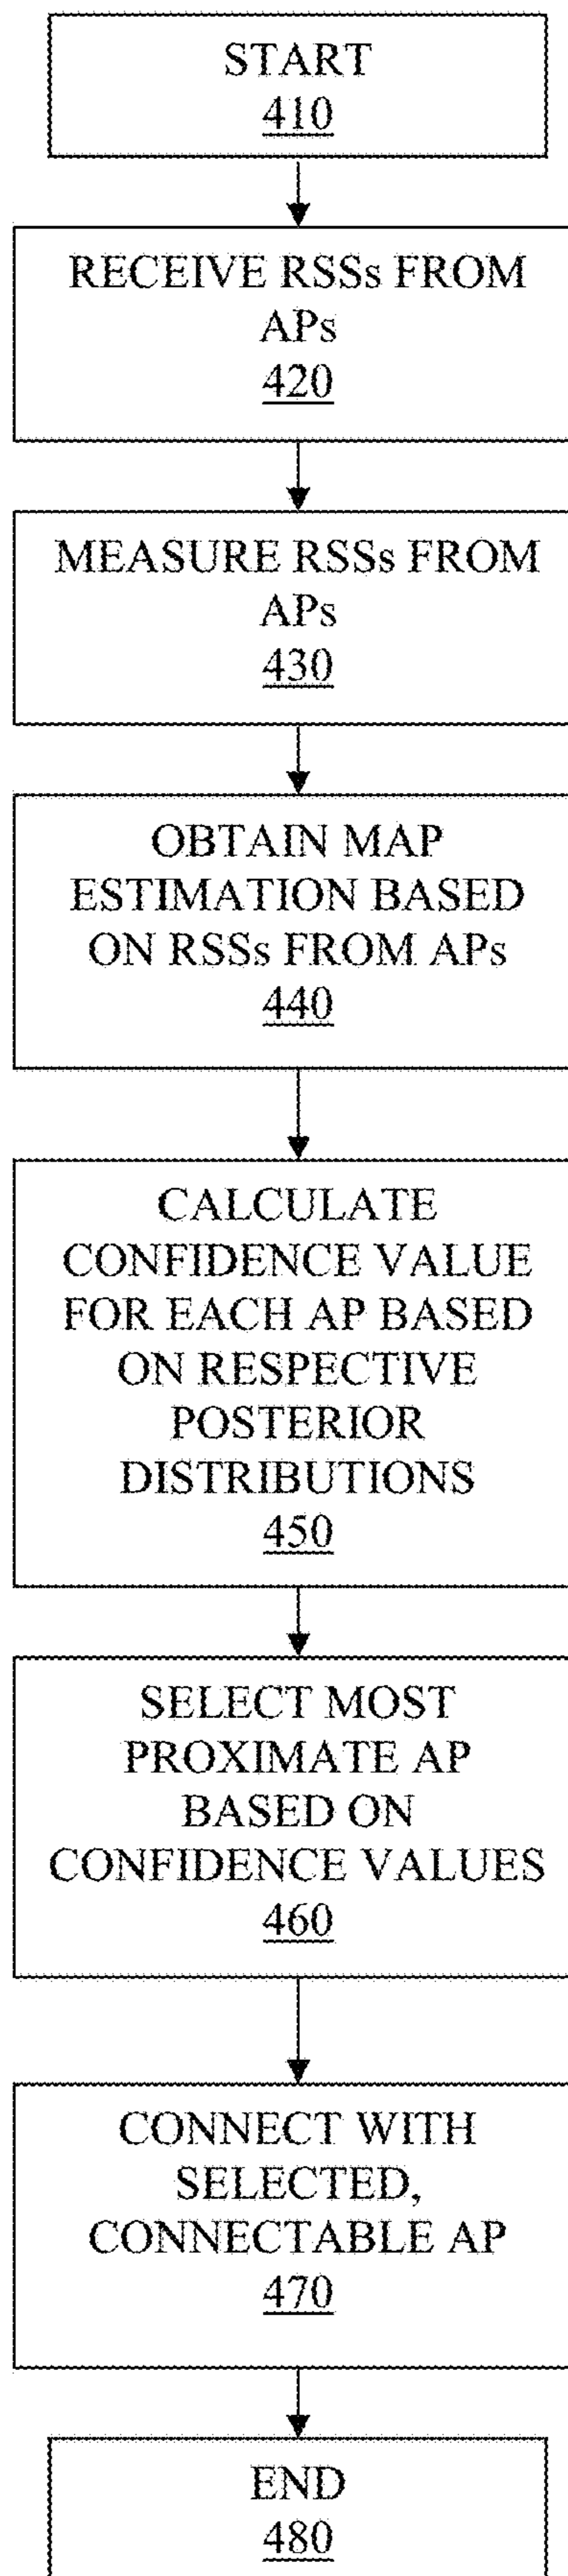 START
410
RECEIVE RSSs FROM
APs
420
MEASURE RSSs FROM
APs
430
OBTAIN MAP
ESTIMATION BASED
ON RSSs FROM APs
440
CALCULATE
CONFIDENCE VALUE
FOR EACH AP BASED
ON RESPECTIVE
POSTERIOR
DISTRIBUTIONS
450
SELECT MOST
PROXIMATE AP
BASED ON
CONFIDENCE VALUES
460
CONNECT WITH
SELECTED,
CONNECTABLE AP
470
END
480